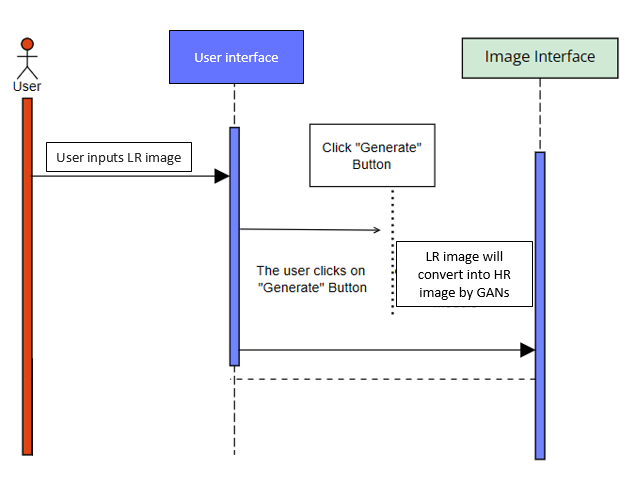 User interface
Image Interface
User
Click "Generate"
Button
User inputs LR image
LR image will
convert into HR
image by GANs
The user clicks on
"Generate" Button